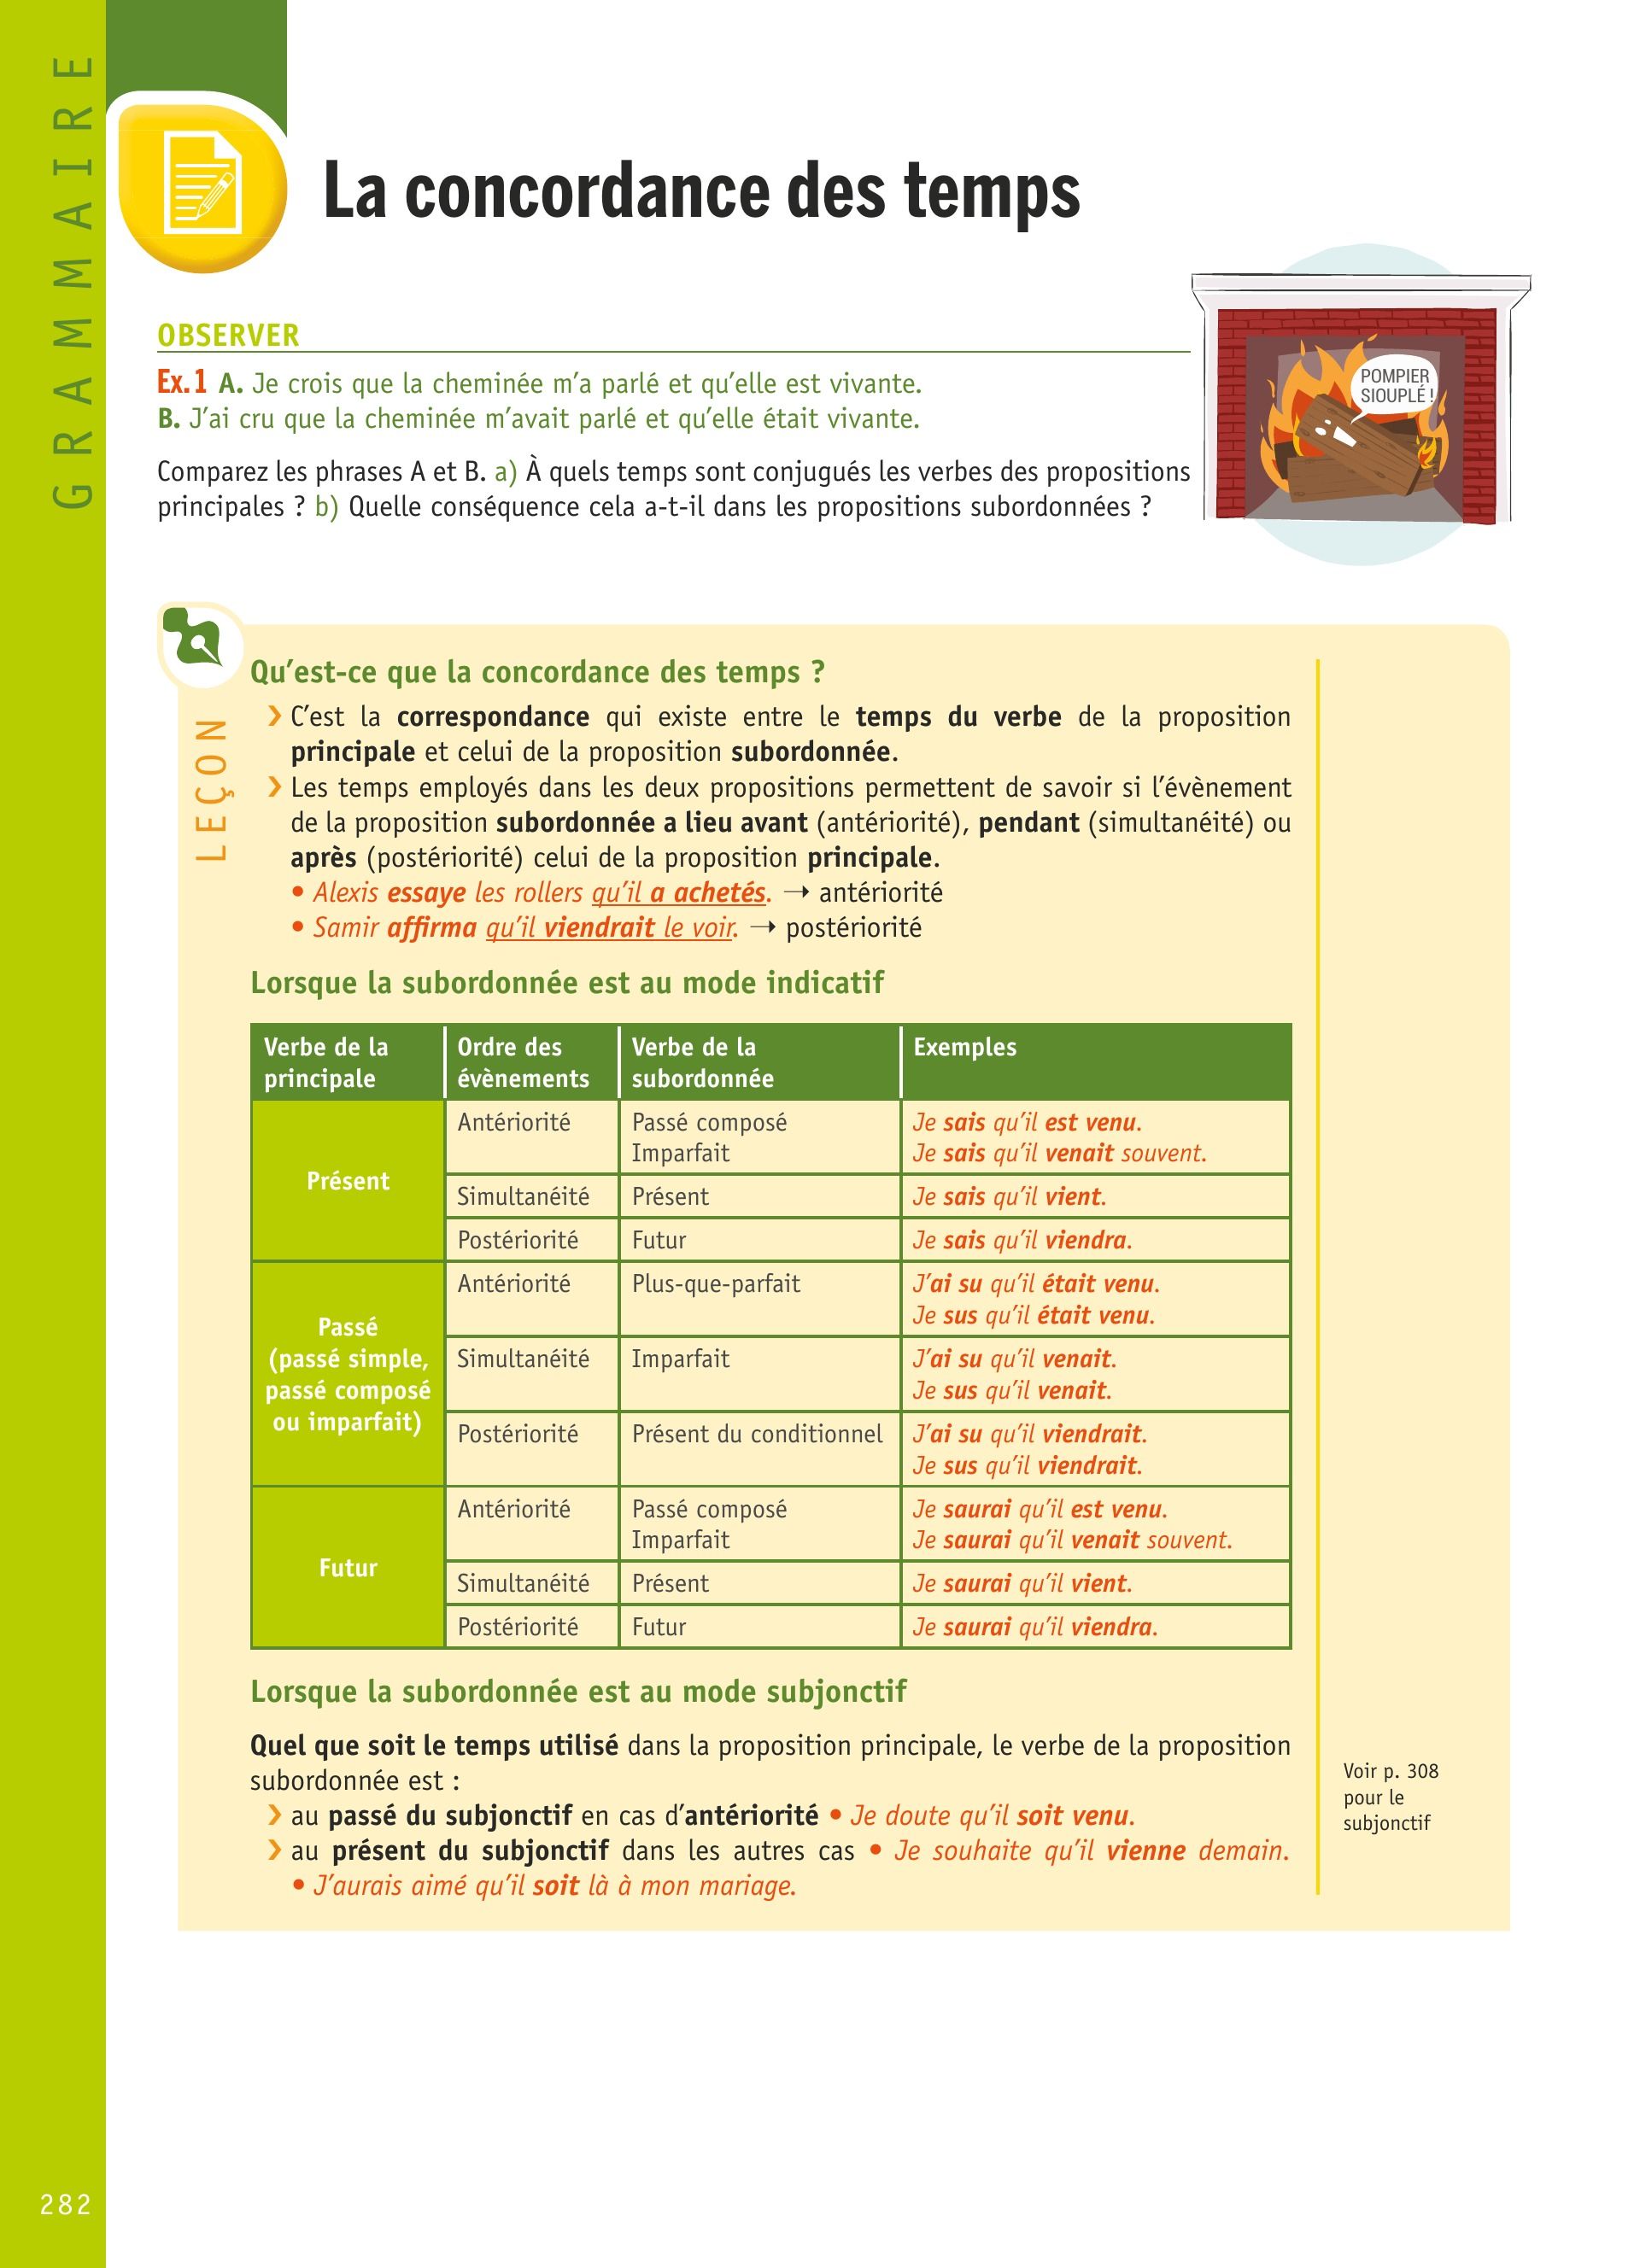 GRAMMAIRE
La concordance des temps
OBSERVER
Ex.1 A. Je crois que la cheminée m’a parlé et qu’elle est vivante.
B. J’ai cru que la cheminée m’avait parlé et qu’elle était vivante.
Comparez les phrases A et B. a) À quels temps sont conjugués les verbes des propositions
principales ? b) Quelle conséquence cela a-t-il dans les propositions subordonnées ?
POMPIER
SIOUPLÉ !
LEÇON
Qu’est-ce que la concordance des temps ?
› C’est la correspondance qui existe entre le temps du verbe de la proposition
principale et celui de la proposition subordonnée.
› Les temps employés dans les deux propositions permettent de savoir si l’évènement
de la proposition subordonnée a lieu avant (antériorité), pendant (simultanéité) ou
après (postériorité) celui de la proposition principale.
• Alexis essaye les rollers qu’il a achetés. → antériorité
• Samir affirma qu’il viendrait le voir. → postériorité
Lorsque la subordonnée est au mode indicatif
Verbe de la
principale
Ordre des
évènements
Verbe de la
subordonnée
Exemples
Présent
Antériorité
Passé composé
Imparfait
Je sais qu’il est venu.
Je sais qu’il venait souvent.
Simultanéité
Présent
Je sais qu’il vient.
Postériorité
Futur
Je sais qu’il viendra.
Passé
(passé simple,
passé composé
ou imparfait)
Antériorité
Plus-que-parfait
J’ai su qu’il était venu.
Je sus qu’il était venu.
Simultanéité
Imparfait
J’ai su qu’il venait.
Je sus qu’il venait.
Postériorité
Présent du conditionnel
J’ai su qu’il viendrait.
Je sus qu’il viendrait.
Futur
Antériorité
Passé composé
Imparfait
Je saurai qu’il est venu.
Je saurai qu’il venait souvent.
Simultanéité
Présent
Je saurai qu’il vient.
Postériorité
Futur
Je saurai qu’il viendra.
Lorsque la subordonnée est au mode subjonctif
Quel que soit le temps utilisé dans la proposition principale, le verbe de la proposition
subordonnée est :
› au passé du subjonctif en cas d’antériorité • Je doute qu’il soit venu.
› au présent du subjonctif dans les autres cas • Je souhaite qu’il vienne demain.
• J’aurais aimé qu’il soit là à mon mariage.
Voir p. 308
pour le
subjonctif
282